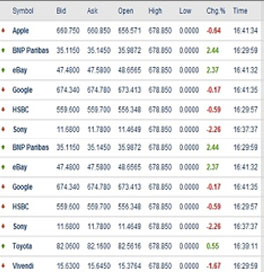 Symbol Bid Ask Open High Low Chg.% Time
Apple 660.750 660.850 656.571 678.850 0.0000 -0.64 16:41:34
BNP Paribas 35.1150 35.1450 35.9872 678.850 0.0000 2.44 16:29:59
eBay 47.4800 47.5800 48.6565 678.850 0.0000 2.37 16:41:32
Google 674.340 674.780 673.413 678.850 0.0000 -0.17 16:41:35
HSBC 559.600 559.700 556.348 678.850 0.0000 -0.59 16:29:57
Sony 11.6800 11.7800 11.4649 678.850 0.0000 -2.26 16:37:37
BNP Paribas 35.1150 35.1450 35.9872 678.850 0.0000 2.44 16:29:59
eBay 47.4800 47.5800 48.6565 678.850 0.0000 2.37 16:41:32
Google 674.340 674.780 673.413 678.850 0.0000 -0.17 16:41:35
HSBC 559.600 559.700 556.348 678.850 0.0000 -0.59 16:29:57
Sony 11.6800 11.7800 11.4649 678.850 0.0000 -2.26 16:37:37
Toyota 82.0600 82.1600 82.5616 678.850 0.0000 0.55 16:39:11
Vivendi 15.6300 15.6450 15.3764 678.850 0.0000 -1.67 16:29:59